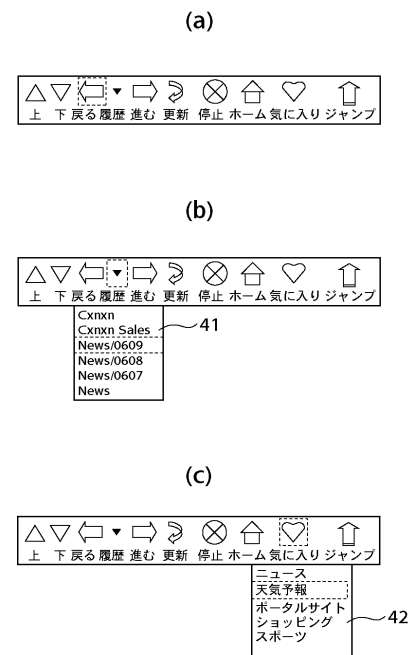 (a)
上 下 戻る 履歴 進む 更新 停止 ホーム 気に入り ジャンプ
(b)
上 下 戻る 履歴 進む 更新 停止 ホーム 気に入り ジャンプ
Cxnxn
Cxnxn Sales
41
News/0609
News/0608
News/0607
News
(c)
上 下 戻る 履歴 進む 更新 停止 ホーム 気に入り ジャンプ
ニュース
天気予報
ポータルサイト
ショッピング
42
スポーツ